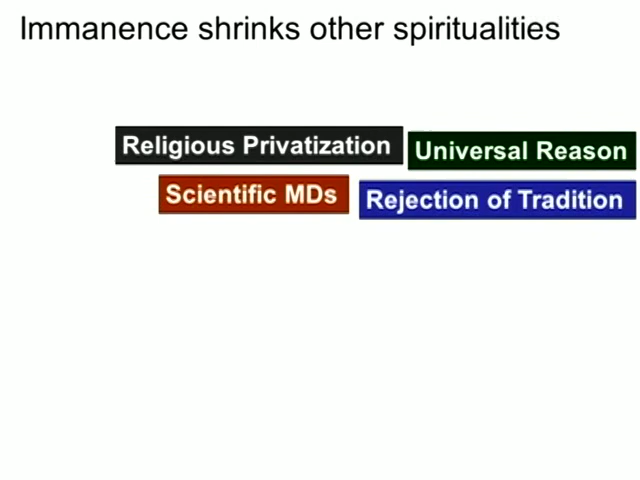 Immanence shrinks other spiritualities
Religious Privatization
Universal Reason
Scientific MDs
Rejection of Tradition